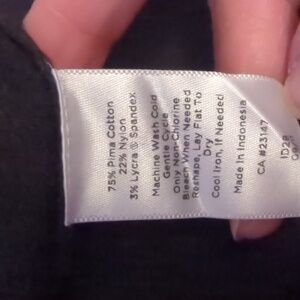 75% Pima Cotton
22% Nylon
3% Lycra ® Spandex
Machine Wash Cold
Gentle Cycle
Only Non-Chlorine
Bleach When Needed
Reshape, Lay Flat To
Dry
Cool Iron, If Needed
Made In Indonesia
CA #23147